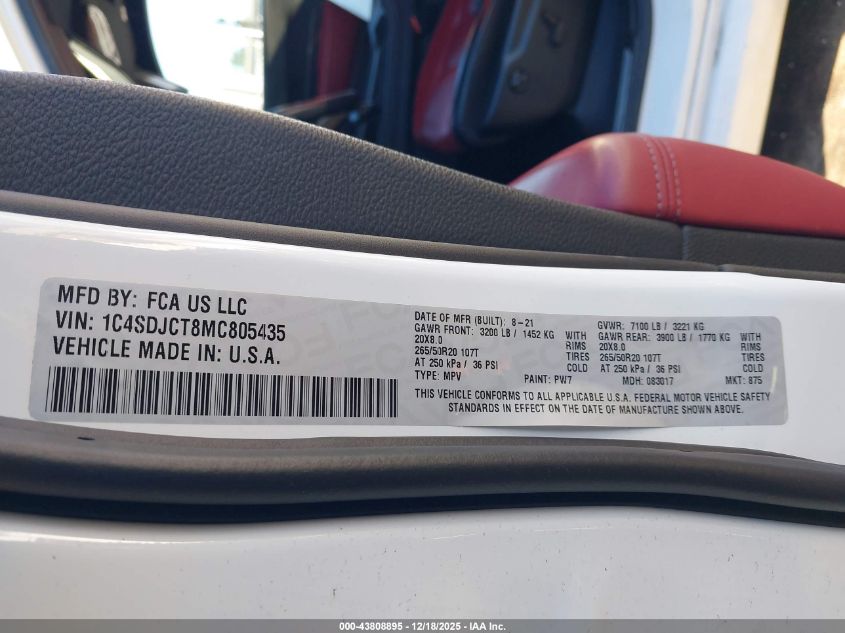 MFD BY: FCA US LLC
VIN: 1C4SDJCT8MC805435
VEHICLE MADE IN: U.S.A.
DATE OF MFR (BUILT): 8-21
GAWR FRONT: 3200 LB / 1452 KG WITH
20X8.0 RIMS
265/50R20 107T TIRES
AT 250 kPa / 36 PSI COLD
TYPE: MPV PAINT: PW7
GVWR: 7100 LB / 3221 KG
GAWR REAR: 3900 LB / 1770 KG WITH
20X8.0 RIMS
265/50R20 107T TIRES
AT 250 kPa / 36 PSI COLD
MDH: 083017 MKT: 875
THIS VEHICLE CONFORMS TO ALL APPLICABLE U.S.A. FEDERAL MOTOR VEHICLE SAFETY
STANDARDS IN EFFECT ON THE DATE OF MANUFACTURE SHOWN ABOVE.
000-43808895 - 12/18/2025 - IAA Inc.